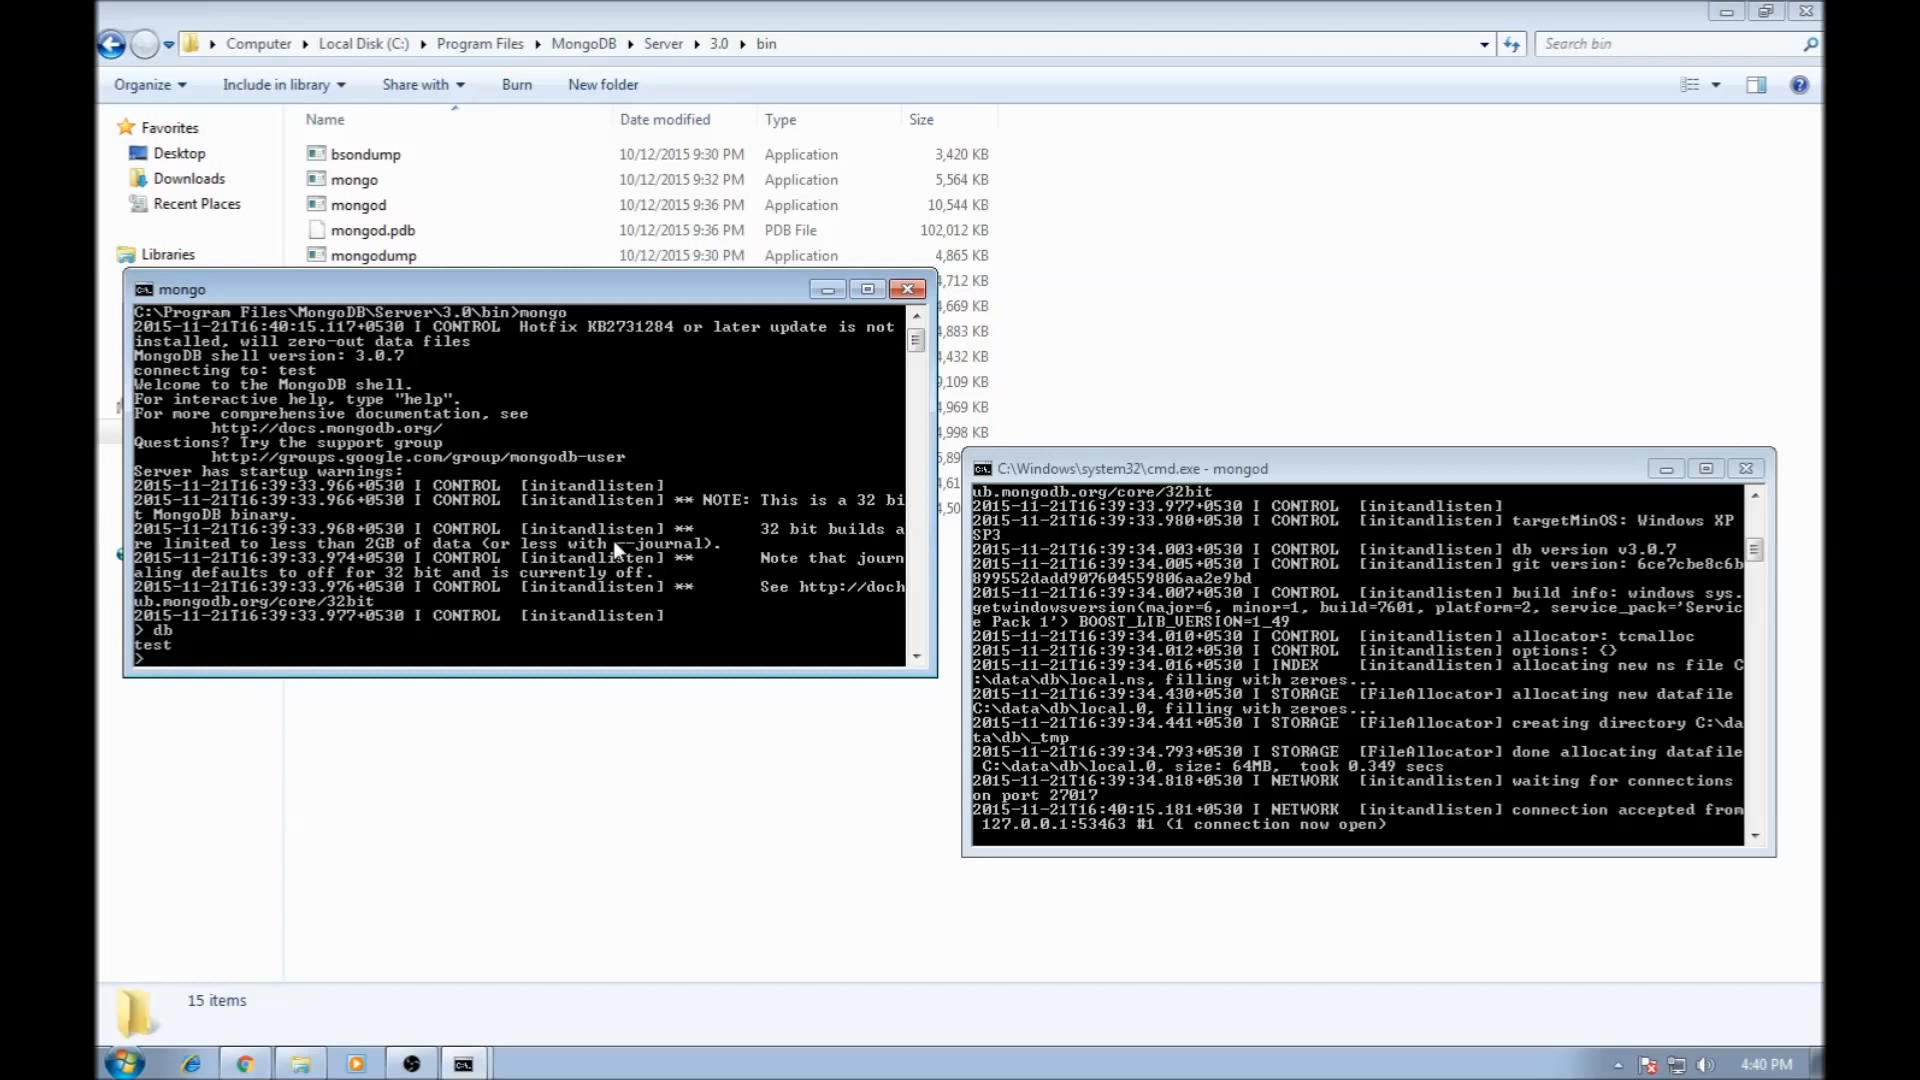 Computer Local Disk (C:) Program Files MongoDB Server 3.0 bin
Search bin
Organize Include in library Share with Burn New folder
Name Date modified Type Size
Favorites
Desktop
Downloads
Recent Places
Libraries
bsondump 10/12/2015 9:30 PM Application 3,420 KB
mongo 10/12/2015 9:32 PM Application 5,564 KB
mongod 10/12/2015 9:36 PM Application 10,544 KB
mongod.pdb 10/12/2015 9:36 PM PDB File 102,012 KB
mongodump 10/12/2015 9:30 PM Application 4,865 KB
4,712 KB
4,669 KB
4,883 KB
4,432 KB
4,969 KB
4,998 KB
mongo
C:\Program Files\MongoDB\Server\3.0\bin>mongo
2015-11-21T16:40:15.117+0530 I CONTROL  Hotfix KB2731284 or later update is not
installed, will zero-out data files
MongoDB shell version: 3.0.7
connecting to: test
Welcome to the MongoDB shell.
For interactive help, type "help".
For more comprehensive documentation, see
http://docs.mongodb.org/
Questions? Try the support group
http://groups.google.com/group/mongodb-user
Server has startup warnings:
2015-11-21T16:39:33.966+0530 I CONTROL  [initandlisten]
2015-11-21T16:39:33.966+0530 I CONTROL  [initandlisten] ** NOTE: This is a 32 bi
t MongoDB binary.
2015-11-21T16:39:33.968+0530 I CONTROL  [initandlisten] **       32 bit builds a
re limited to less than 2GB of data (or less with --journal).
2015-11-21T16:39:33.974+0530 I CONTROL  [initandlisten] **       Note that journ
aling defaults to off for 32 bit and is currently off.
2015-11-21T16:39:33.976+0530 I CONTROL  [initandlisten] **       See http://doch
ub.mongodb.org/core/32bit
2015-11-21T16:39:33.977+0530 I CONTROL  [initandlisten]
> db
test
>
C:\Windows\system32\cmd.exe - mongod
ub.mongodb.org/core/32bit
2015-11-21T16:39:33.977+0530 I CONTROL  [initandlisten]
2015-11-21T16:39:33.980+0530 I CONTROL  [initandlisten] targetMinOS: Windows XP
SP3
2015-11-21T16:39:34.003+0530 I CONTROL  [initandlisten] db version v3.0.7
2015-11-21T16:39:34.005+0530 I CONTROL  [initandlisten] git version: 6ce7cbe8c6b
899552dadd907604559806aa2e9bd
2015-11-21T16:39:34.007+0530 I CONTROL  [initandlisten] build info: windows sys.
getwindowsversion(major=6, minor=1, build=7601, platform=2, service_pack='Servic
e Pack 1') BOOST_LIB_VERSION=1_49
2015-11-21T16:39:34.010+0530 I CONTROL  [initandlisten] allocator: tcmalloc
2015-11-21T16:39:34.012+0530 I CONTROL  [initandlisten] options: {}
2015-11-21T16:39:34.016+0530 I INDEX    [initandlisten] allocating new ns file C
:\data\db\local.ns, filling with zeroes...
2015-11-21T16:39:34.430+0530 I STORAGE  [FileAllocator] allocating new datafile
C:\data\db\local.0, filling with zeroes...
2015-11-21T16:39:34.441+0530 I STORAGE  [FileAllocator] creating directory C:\da
ta\db\_tmp
2015-11-21T16:39:34.793+0530 I STORAGE  [FileAllocator] done allocating datafile
C:\data\db\local.0, size: 64MB,  took 0.349 secs
2015-11-21T16:39:34.818+0530 I NETWORK  [initandlisten] waiting for connections
on port 27017
2015-11-21T16:40:15.181+0530 I NETWORK  [initandlisten] connection accepted from
127.0.0.1:53463 #1 (1 connection now open)
15 items
4:40 PM